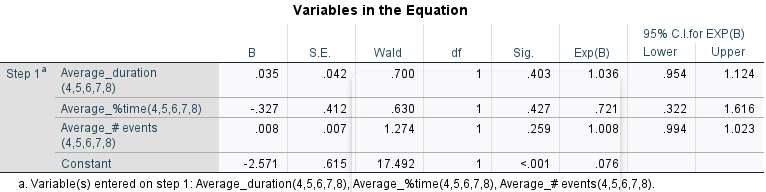 Variables in the Equation
95% C.I.for EXP(B)
B S.E. Wald df Sig. Exp(B) Lower Upper
Step 1a Average_duration (4,5,6,7,8) .035 .042 .700 1 .403 1.036 .954 1.124
Average_%time(4,5,6,7,8) -.327 .412 .630 1 .427 .721 .322 1.616
Average_# events (4,5,6,7,8) .008 .007 1.274 1 .259 1.008 .994 1.023
Constant -2.571 .615 17.492 1 <.001 .076
a. Variable(s) entered on step 1: Average_duration(4,5,6,7,8), Average_%time(4,5,6,7,8), Average_# events(4,5,6,7,8).